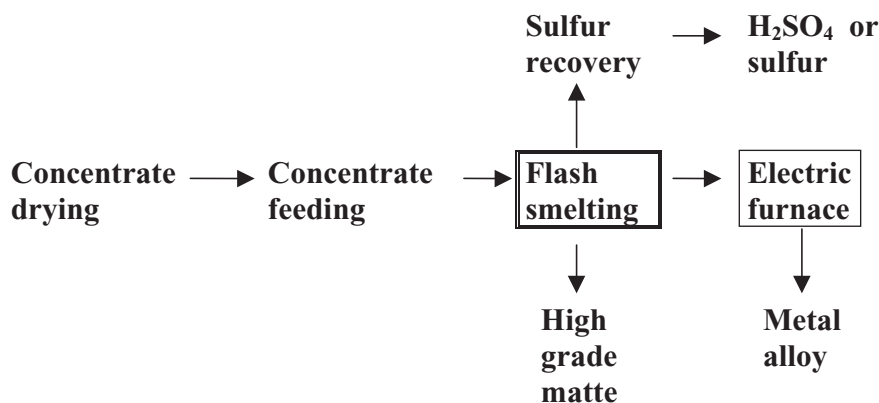 Sulfur
recovery
H₂SO₄ or
sulfur
Concentrate
drying
Concentrate
feeding
Flash
smelting
Electric
furnace
High
grade
matte
Metal
alloy